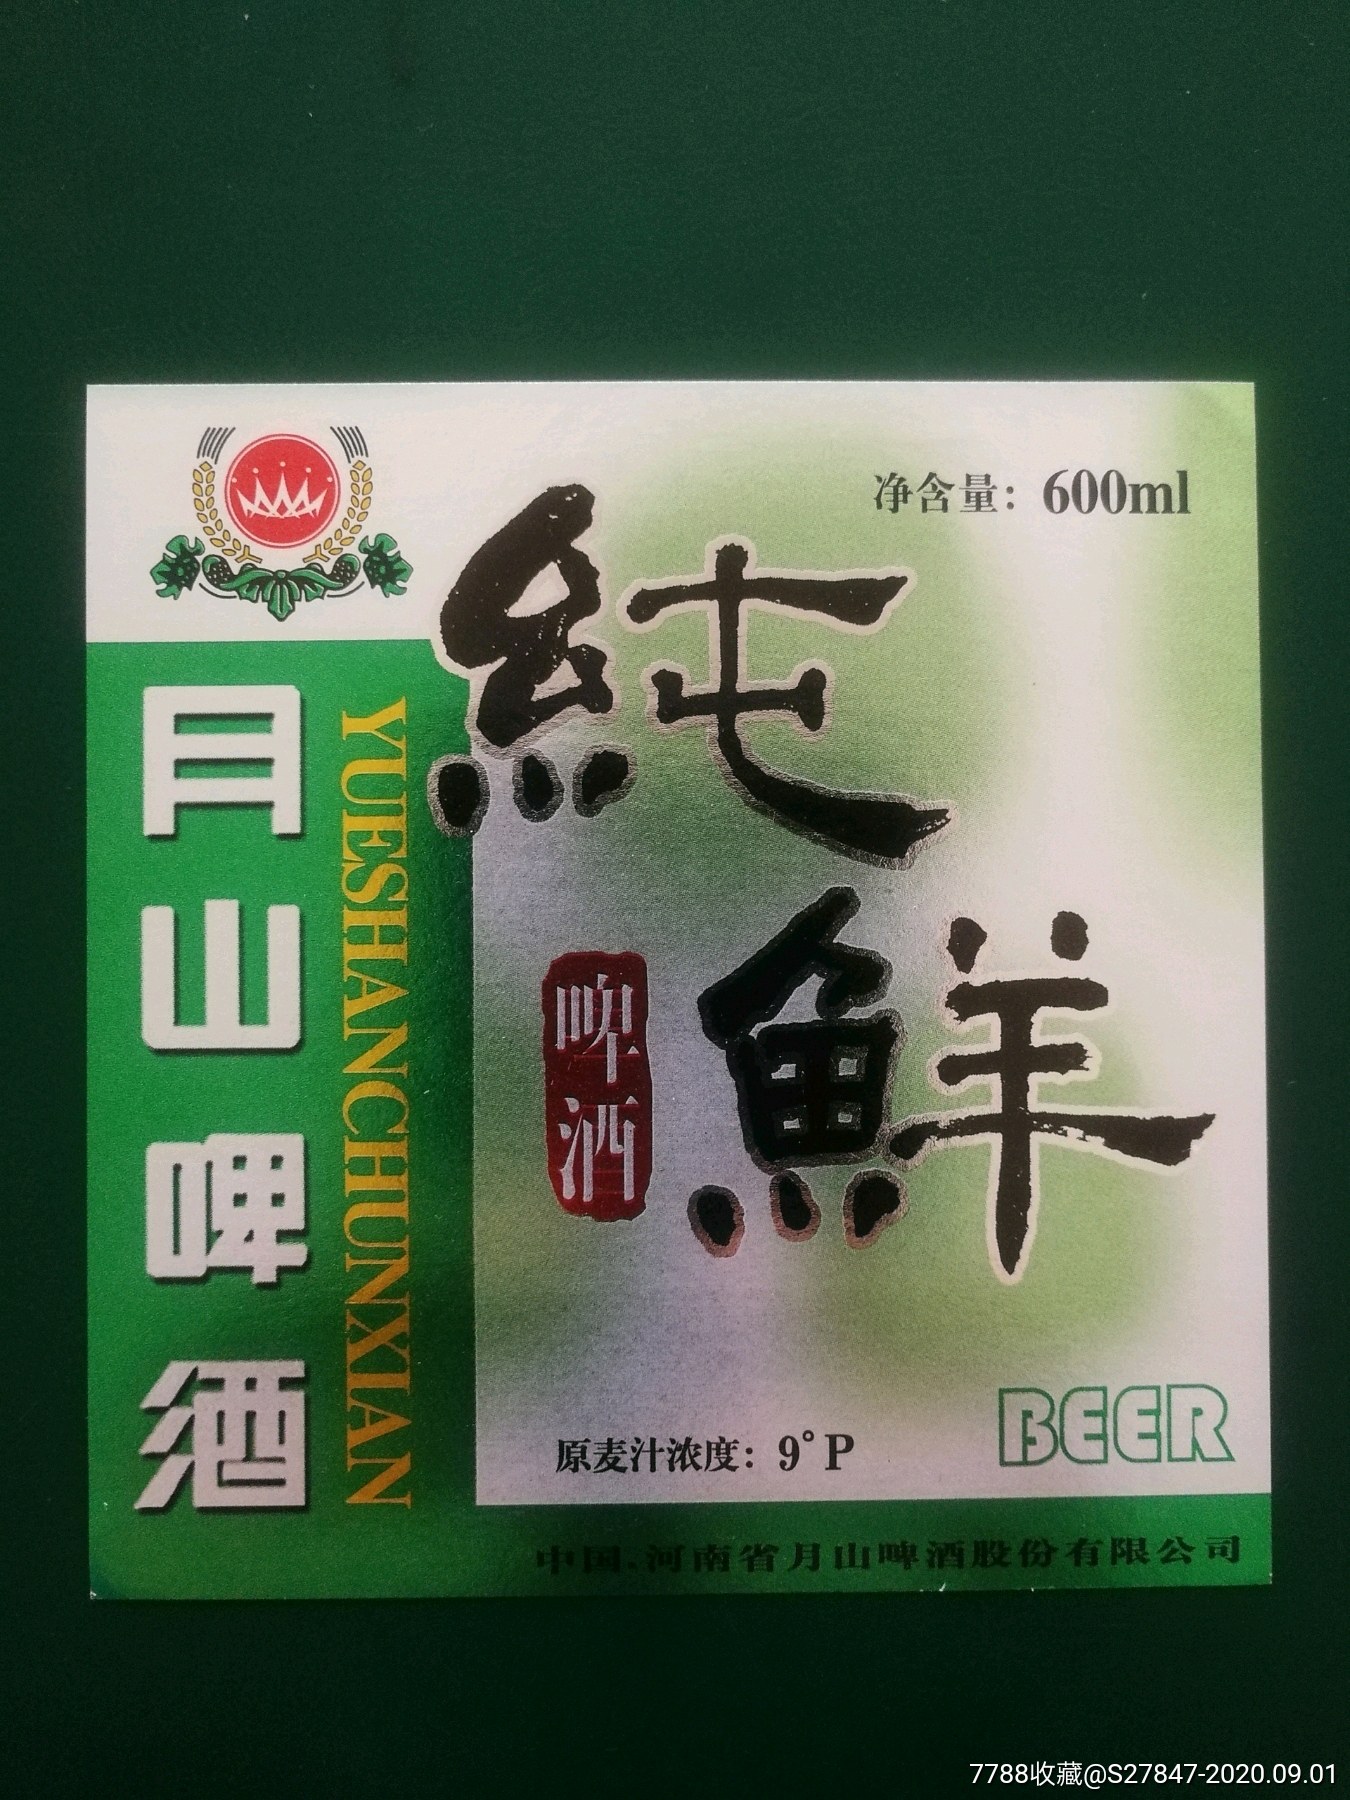 净含量：600ml
純
鮮
啤酒
月山啤酒
YUESHANCHUNXIAN
原麦汁浓度：9°P
BEER
中国.河南省月山啤酒股份有限公司
7788收藏@S27847-2020.09.01